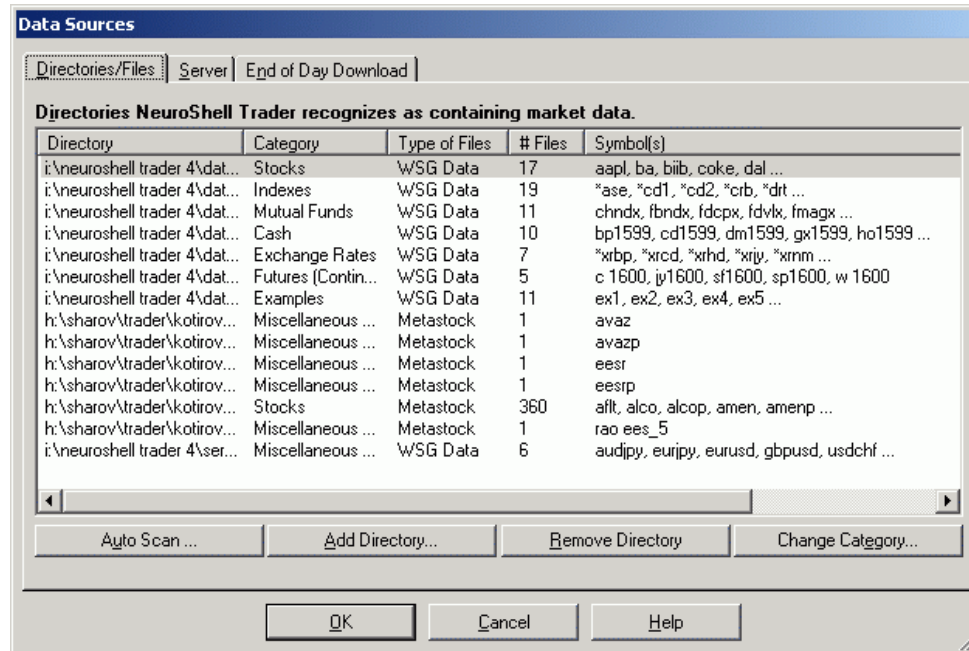 Data Sources
Directories/Files Server End of Day Download
Directories NeuroShell Trader recognizes as containing market data.
Directory Category Type of Files # Files Symbol(s)
i:\neuroshell trader 4\dat... Stocks WSG Data 17 aapl, ba, biib, coke, dal ...
i:\neuroshell trader 4\dat... Indexes WSG Data 19 *ase, *cd1, *cd2, *crb, *drt ...
i:\neuroshell trader 4\dat... Mutual Funds WSG Data 11 chndx, fbndx, fdcpx, fdvlx, fmagx ...
i:\neuroshell trader 4\dat... Cash WSG Data 10 bp1599, cd1599, dm1599, gx1599, ho1599 ...
i:\neuroshell trader 4\dat... Exchange Rates WSG Data 7 *xrbp, *xrcd, *xrhd, *xrjy, *xrnm ...
i:\neuroshell trader 4\dat... Futures (Contin... WSG Data 5 c 1600, jy1600, sf1600, sp1600, w 1600
i:\neuroshell trader 4\dat... Examples WSG Data 11 ex1, ex2, ex3, ex4, ex5 ...
h:\sharov\trader\kotirov... Miscellaneous ... Metastock 1 avaz
h:\sharov\trader\kotirov... Miscellaneous ... Metastock 1 avazp
h:\sharov\trader\kotirov... Miscellaneous ... Metastock 1 eesr
h:\sharov\trader\kotirov... Miscellaneous ... Metastock 1 eesrp
h:\sharov\trader\kotirov... Stocks Metastock 360 aflt, alco, alcop, amen, amenp ...
h:\sharov\trader\kotirov... Miscellaneous ... Metastock 1 rao ees_5
i:\neuroshell trader 4\ser... Miscellaneous ... WSG Data 6 audjpy, eurjpy, eurusd, gbpusd, usdchf ...
Auto Scan ... Add Directory... Remove Directory Change Category...
OK Cancel Help